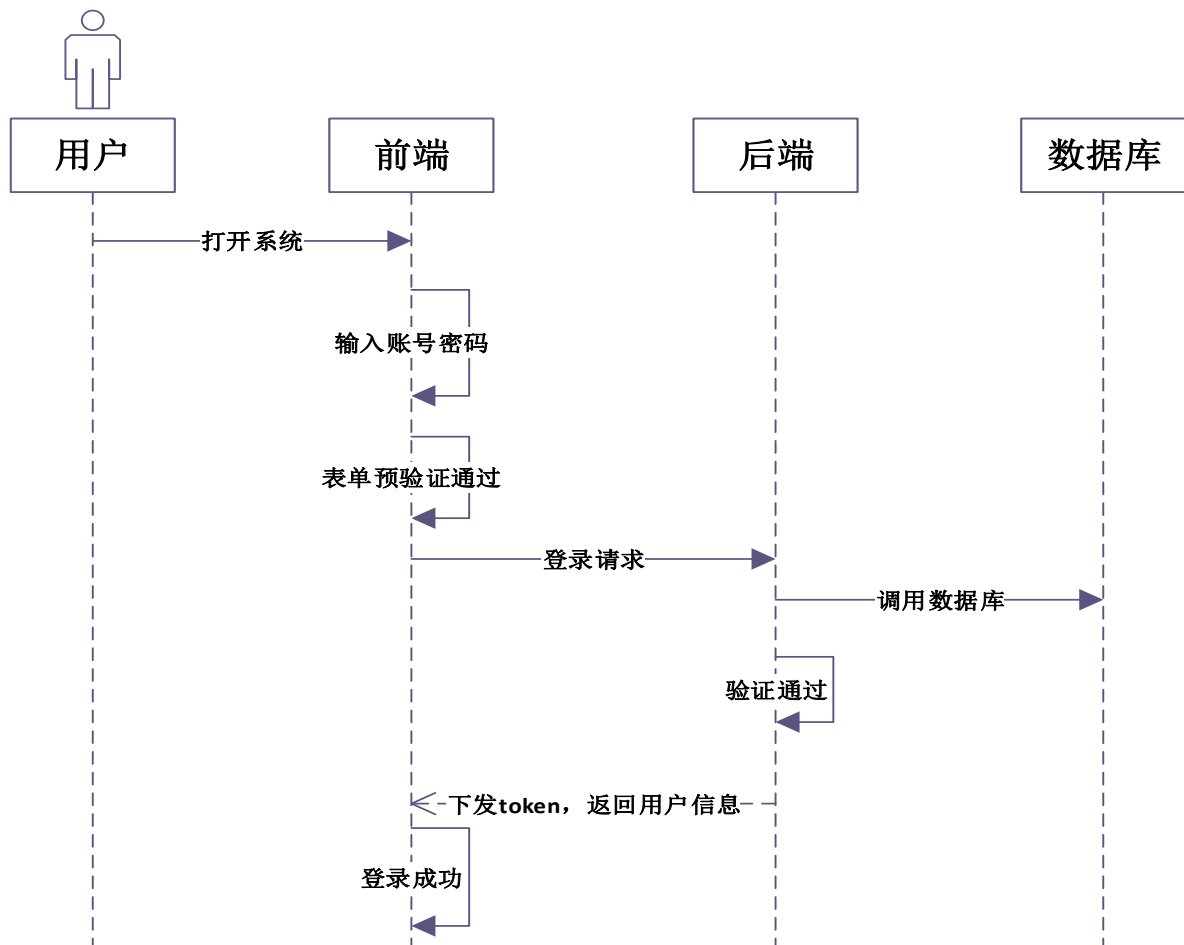 用户
前端
后端
数据库
打开系统
输入账号密码
表单预验证通过
登录请求
调用数据库
验证通过
下发token，返回用户信息
登录成功